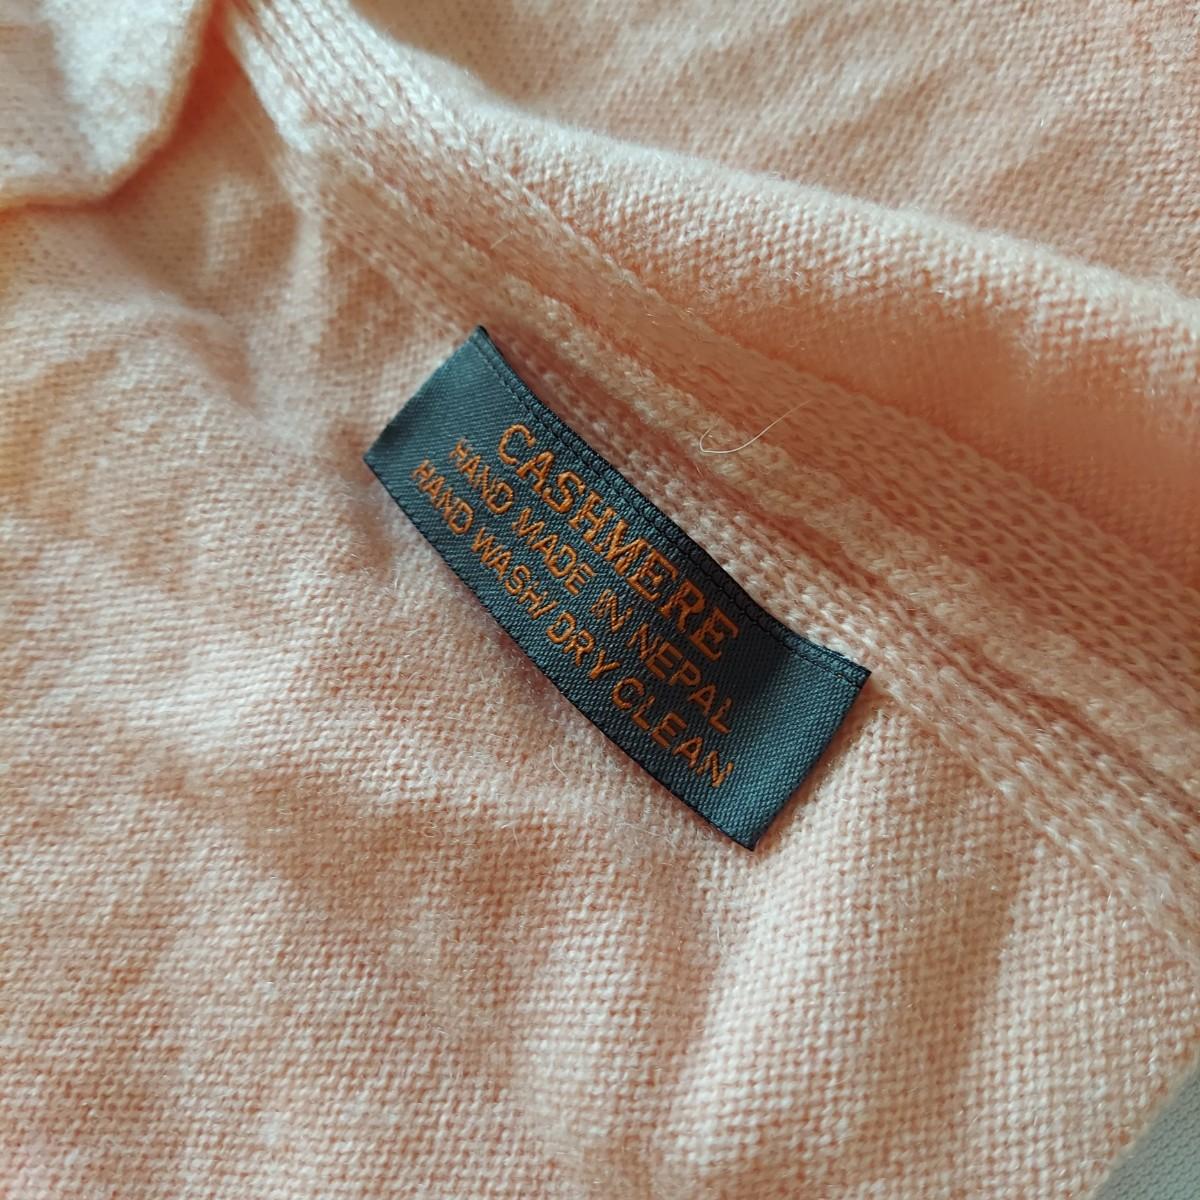 CASHMERE
HAND MADE IN NEPAL
HAND WASH/ DRY CLEAN